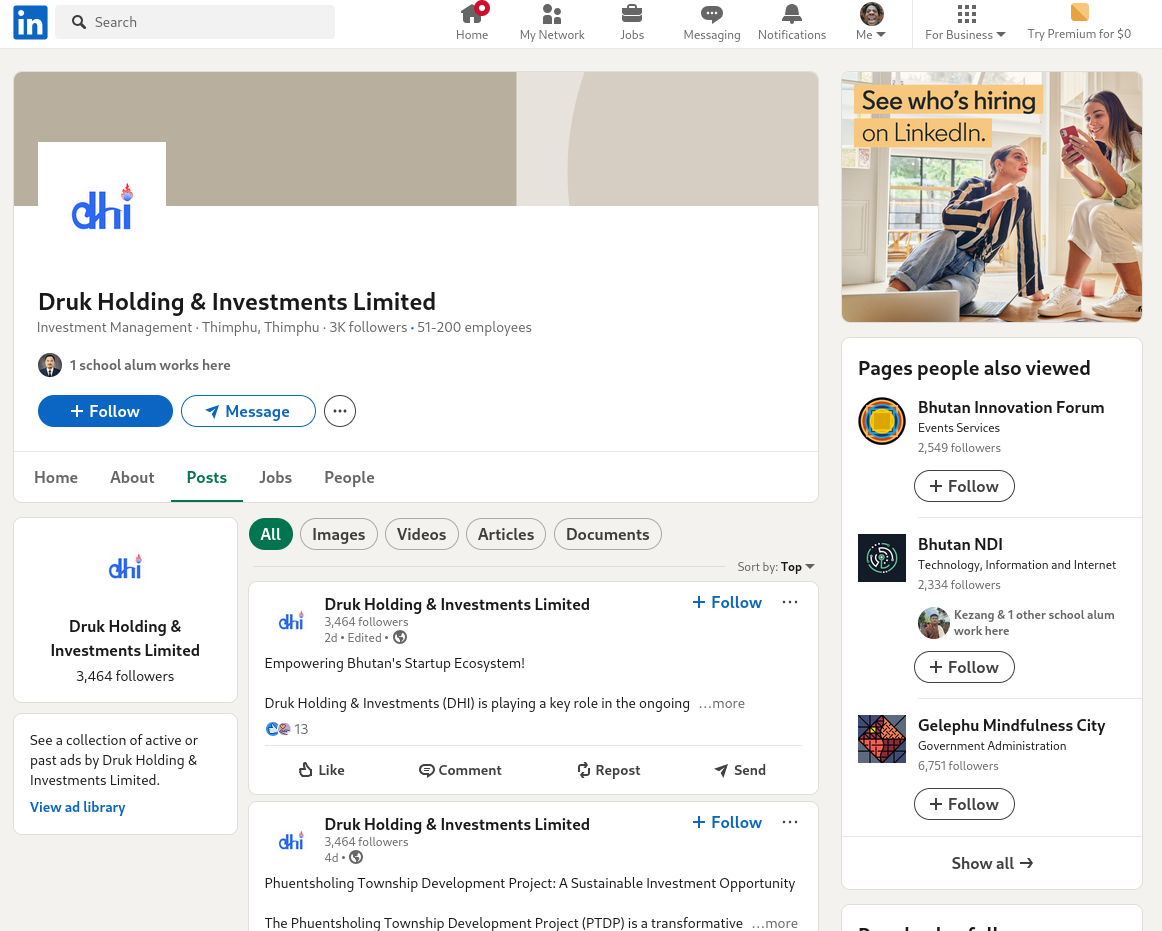 in
Search
Home
My Network
Jobs
Messaging
Notifications
Me
For Business
Try Premium for $0
dhi
Druk Holding & Investments Limited
Investment Management · Thimphu, Thimphu · 3K followers • 51-200 employees
1 school alum works here
+ Follow
Message
Home
About
Posts
Jobs
People
dhi
Druk Holding &
Investments Limited
3,464 followers
See a collection of active or
past ads by Druk Holding &
Investments Limited.
View ad library
All
Images
Videos
Articles
Documents
Sort by: Top
dhi
Druk Holding & Investments Limited
3,464 followers
2d • Edited •
+ Follow
Empowering Bhutan's Startup Ecosystem!
Druk Holding & Investments (DHI) is playing a key role in the ongoing …more
13
Like
Comment
Repost
Send
dhi
Druk Holding & Investments Limited
3,464 followers
4d •
+ Follow
Phuentsholing Township Development Project: A Sustainable Investment Opportunity
The Phuentsholing Township Development Project (PTDP) is a transformative …more
See who's hiring
on LinkedIn.
Pages people also viewed
Bhutan Innovation Forum
Events Services
2,549 followers
+ Follow
Bhutan NDI
Technology, Information and Internet
2,334 followers
Kezang & 1 other school alum
work here
+ Follow
Gelephu Mindfulness City
Government Administration
6,751 followers
+ Follow
Show all →